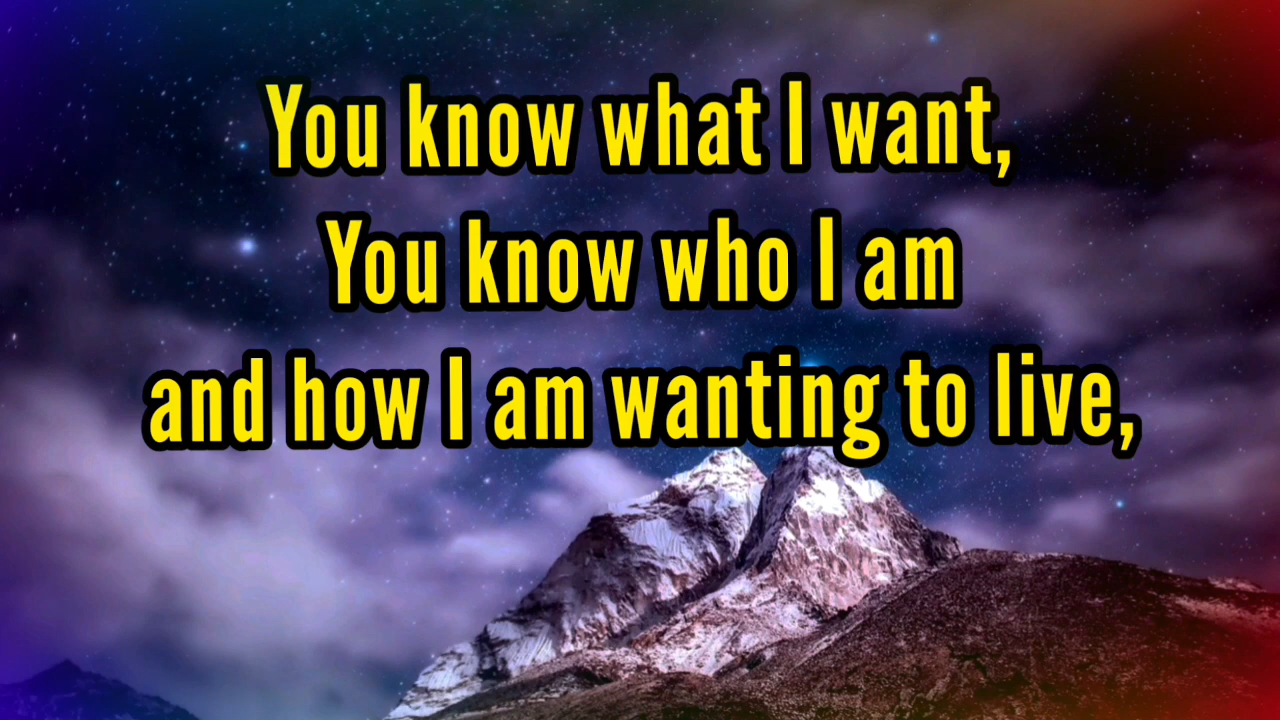 You know what I want,
You know who I am
and how I am wanting to live,